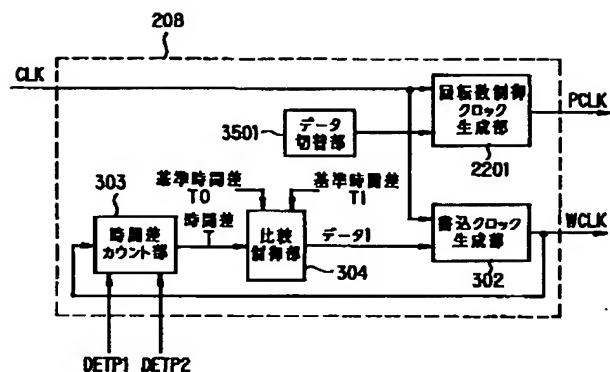 208
CLK
回転数制御
クロック
生成部
PCLK
3501
データ
切替部
2201
基準時間差
T0
基準時間差
T1
303
時間差
カウント部
時間差
T
比較
制御部
データ1
書込クロック
生成部
WCLK
304
302
DETP1
DETP2